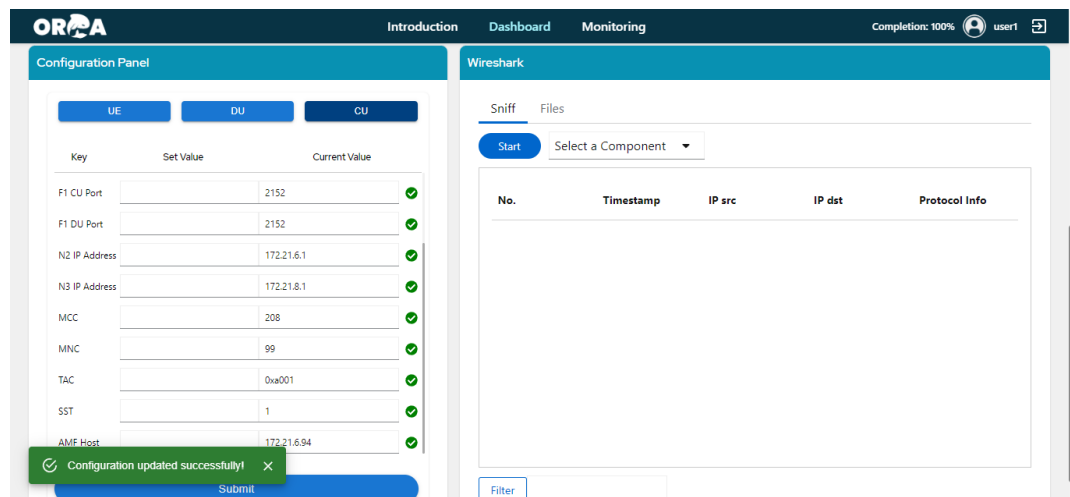 ORCA
Introduction Dashboard Monitoring
Completion: 100% user1
Configuration Panel
UE DU CU
Key Set Value Current Value
F1 CU Port 2152
F1 DU Port 2152
N2 IP Address 172.21.6.1
N3 IP Address 172.21.8.1
MCC 208
MNC 99
TAC 0xa001
SST 1
AMF Host 172.21.6.94
Configuration updated successfully!
Submit
Wireshark
Sniff Files
Start Select a Component
No. Timestamp IP src IP dst Protocol Info
Filter